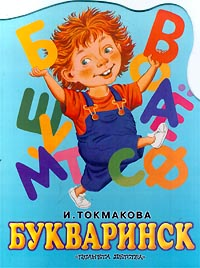 Б В
Ш У А Ё
М Т С Ф
И. ТОКМАКОВА
БУКВАРИНСК
·ПЛАНЕТА ДЕТСТВА·